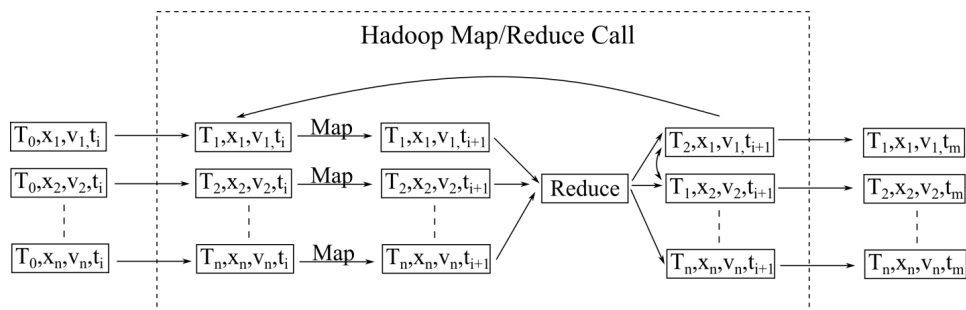 Hadoop Map/Reduce Call
T₀,x₁,v₁,tᵢ T₁,x₁,v₁,tᵢ Map T₁,x₁,v₁,tᵢ₊₁ T₂,x₁,v₁,tᵢ₊₁ T₁,x₁,v₁,tₘ
T₀,x₂,v₂,tᵢ T₂,x₂,v₂,tᵢ Map T₂,x₂,v₂,tᵢ₊₁ Reduce T₁,x₂,v₂,tᵢ₊₁ T₂,x₂,v₂,tₘ
T₀,xₙ,vₙ,tᵢ Tₙ,xₙ,vₙ,tᵢ Map Tₙ,xₙ,vₙ,tᵢ₊₁ Tₙ,xₙ,vₙ,tᵢ₊₁ Tₙ,xₙ,vₙ,tₘ